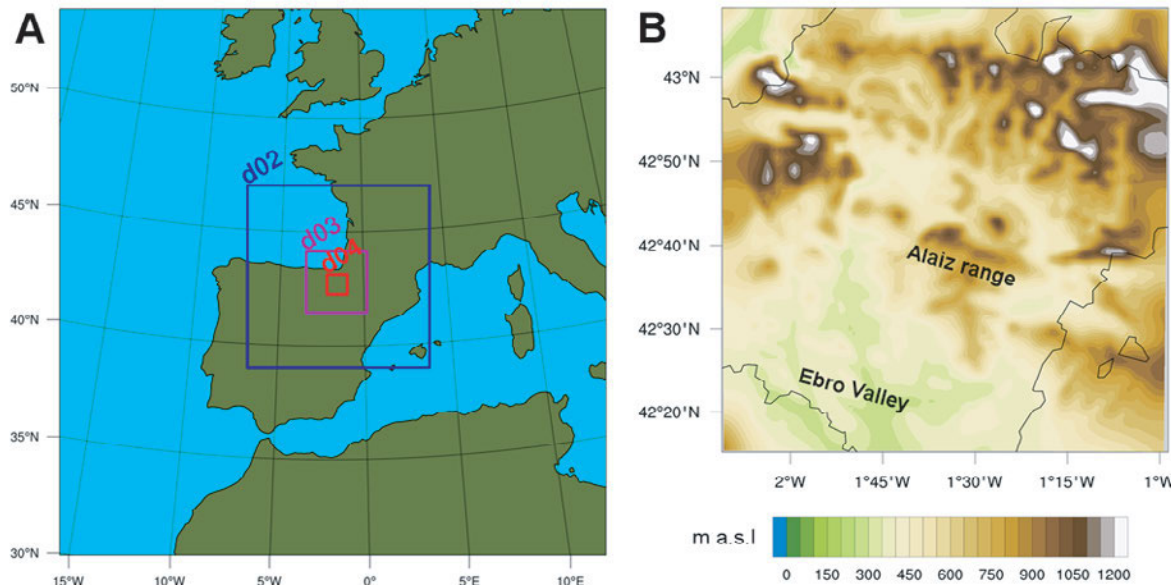 A
50°N
45°N
40°N
35°N
30°N
15°W
10°W
5°W
0°
5°E
10°E
d02
d03
d04
B
43°N
42°50'N
42°40'N
42°30'N
42°20'N
Alaiz range
Ebro Valley
2°W
1°45'W
1°30'W
1°15'W
1°W
m a.s.l
0 150 300 450 600 750 900 1050 1200